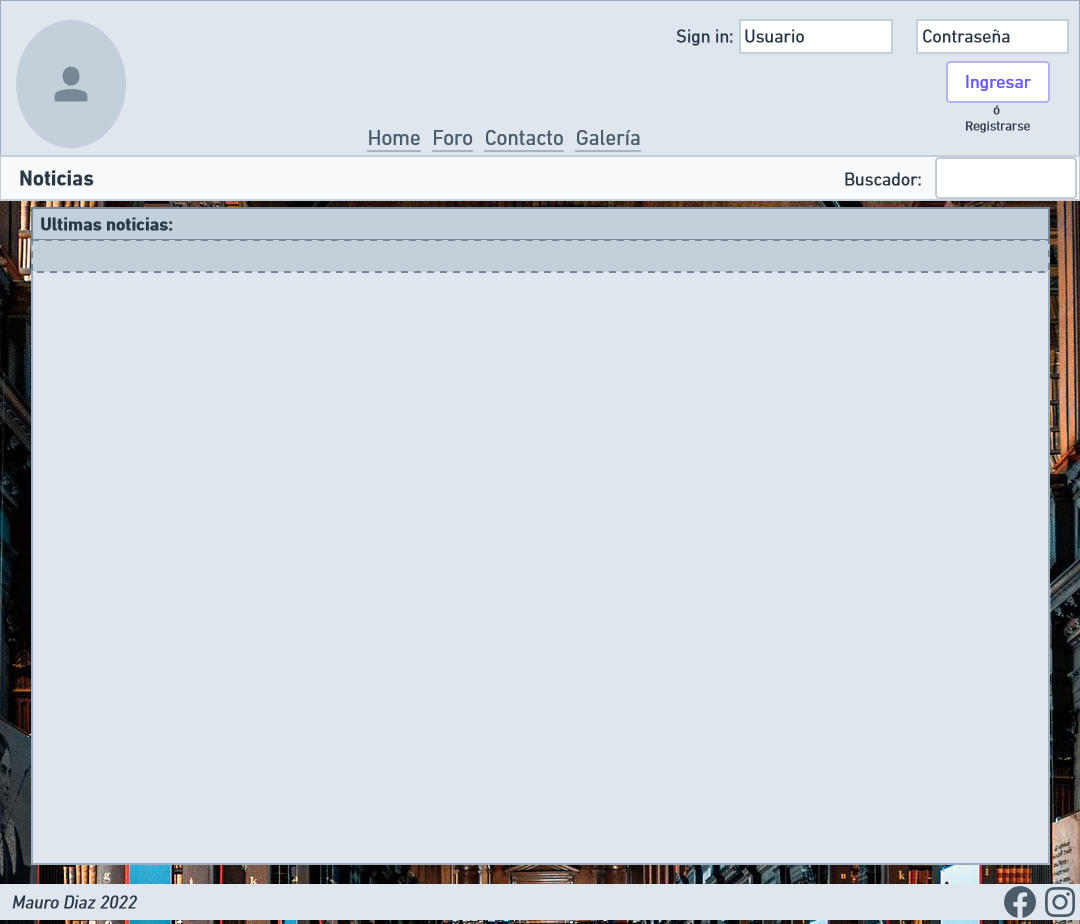 Sign in: Usuario Contraseña
Ingresar
ó
Registrarse
Home Foro Contacto Galería
Noticias Buscador:
Ultimas noticias:
Mauro Diaz 2022